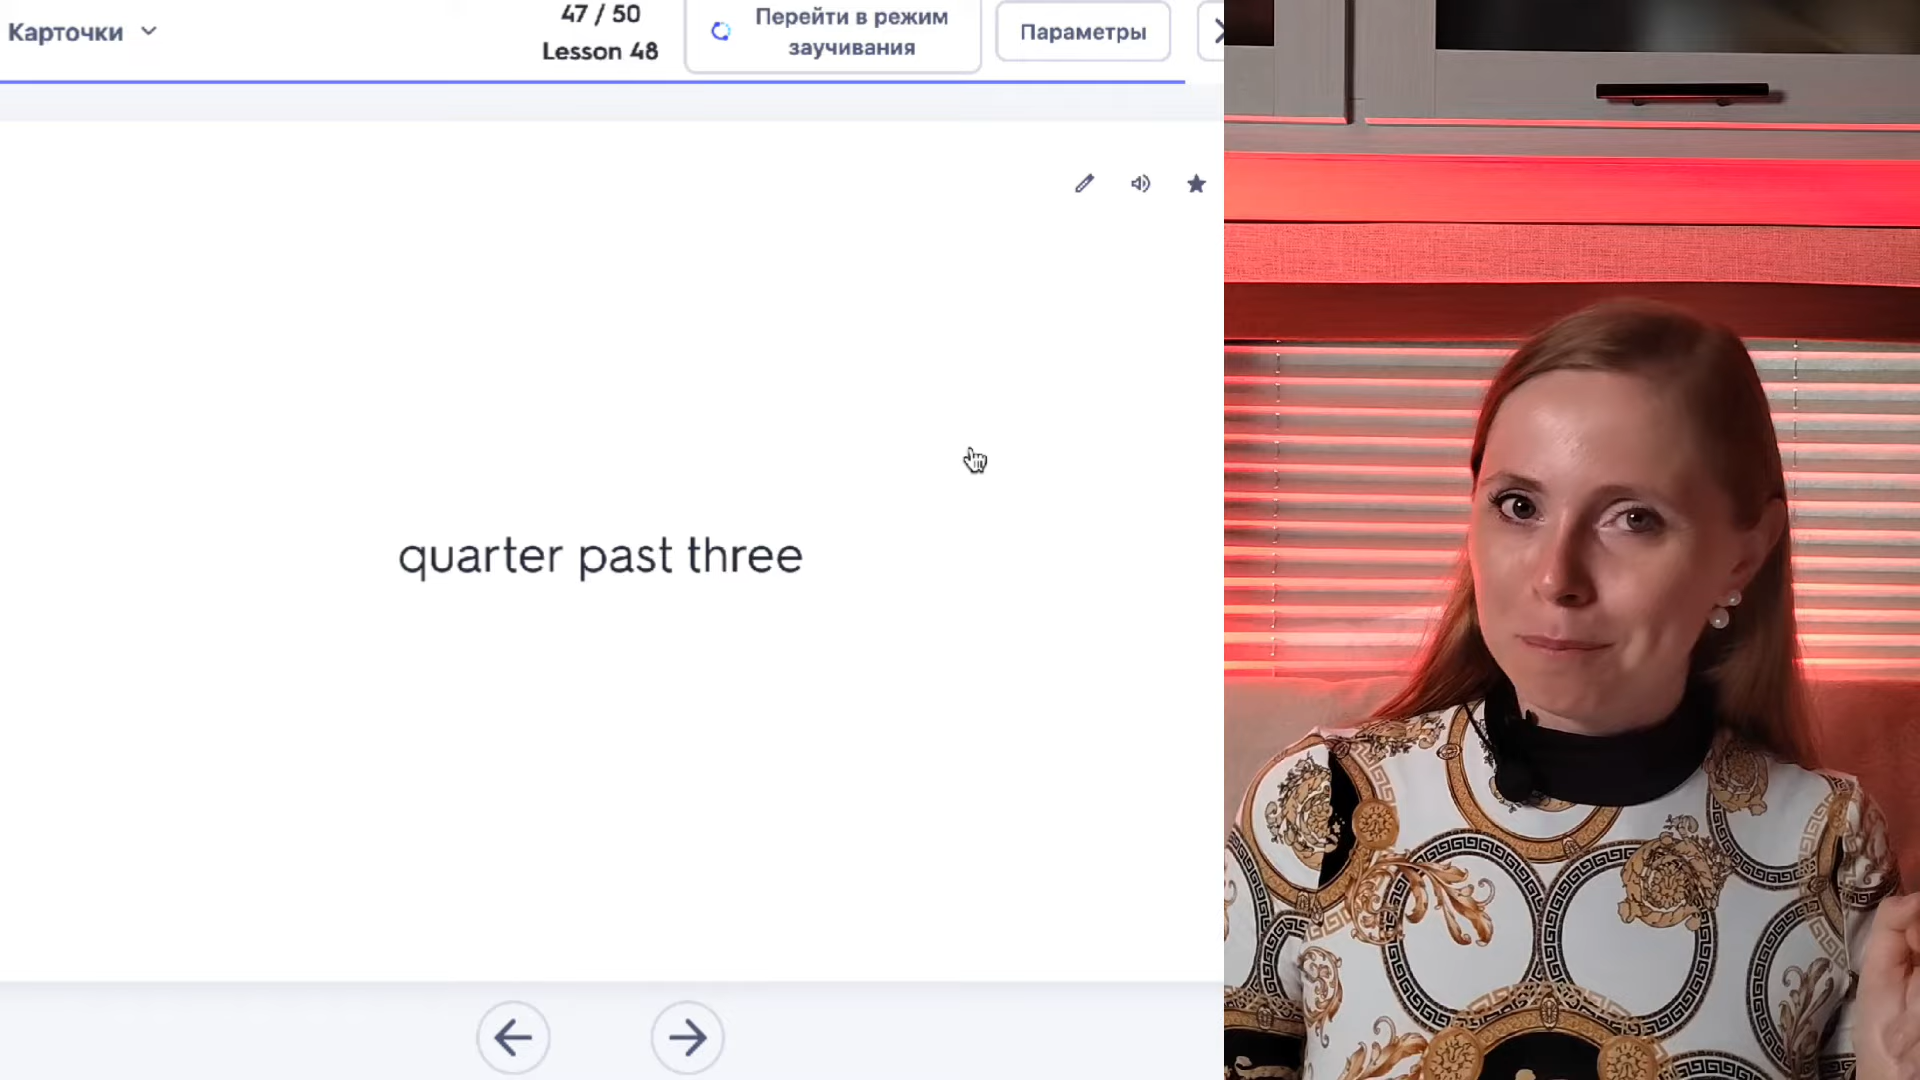 Карточки
47 / 50
Lesson 48
Перейти в режим
заучивания
Параметры
quarter past three